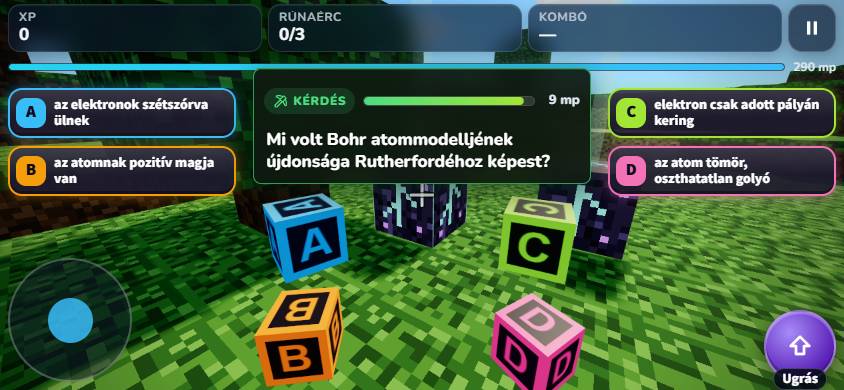 XP
0
RÚNAÉRC
0/3
KOMBÓ
—
290 mp
KÉRDÉS
9 mp
Mi volt Bohr atommodelljének
újdonsága Rutherfordéhoz képest?
A
az elektronok szétszórva
ülnek
B
az atomnak pozitív magja
van
C
elektron csak adott pályán
kering
D
az atom tömör,
oszthatatlan golyó
A
A
C
C
B
B
B
D
D
D
Ugrás